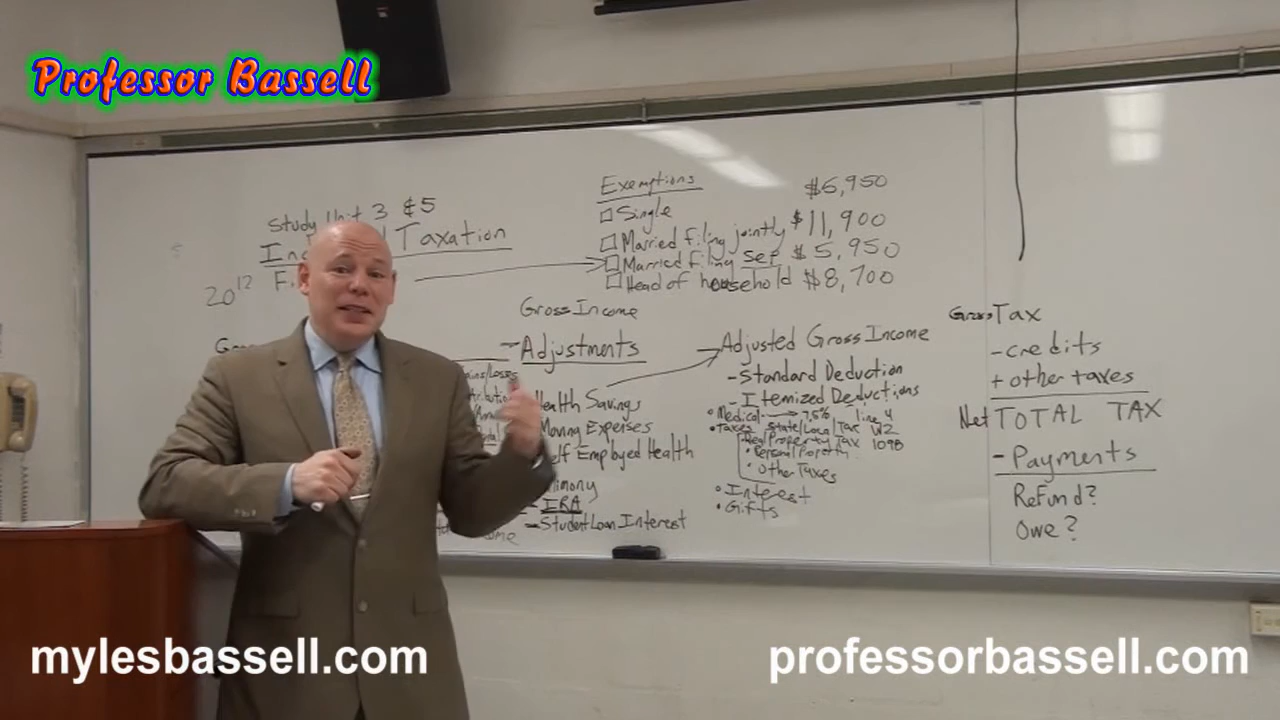 Professor Bassell
Study Unit 3 &5
Taxation
2012
Exemptions
□ Single $5,950
□ Married filing jointly $11,900
□ Married filing sep $5,950
□ Head of household $8,700
Gross Income
- Adjustments
Health Savings
Moving Expenses
Self Employed Health
Alimony
- IRA
- Student Loan Interest
Adjusted Gross Income
- Standard Deduction
- Itemized Deductions
• Medical → 7.5% line 4
• Taxes State/Local/Tax W2
• Real Property Tax 1098
• Personal Property
• Other Taxes
• Interest
• Gifts
Gross Tax
- credits
+ other taxes
Net TOTAL TAX
- Payments
Refund?
Owe?
mylesbassell.com
professorbassell.com